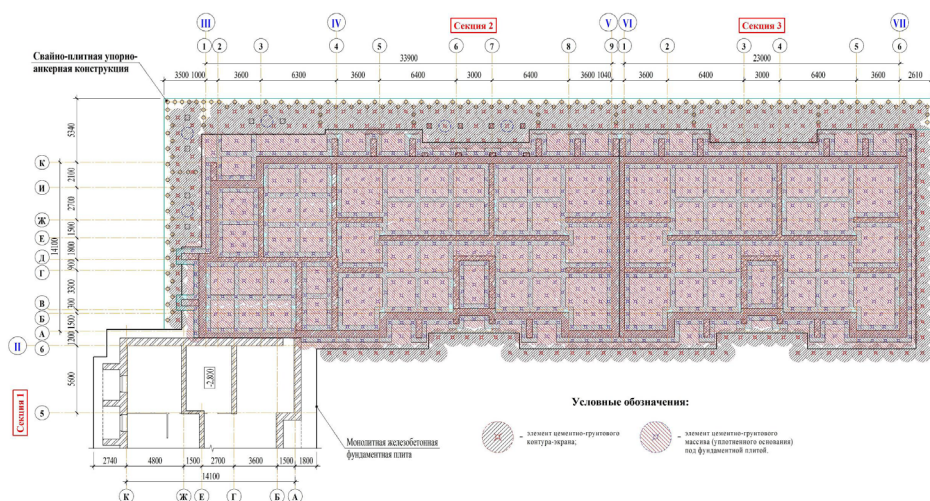 III IV Секция 2 V VI Секция 3 VII
1 2 3 4 5 6 7 8 9 1 2 3 4 5 6
Свайно-плитная упорно-
анкерная конструкция
33900 23000
3500 1000 3600 6300 3600 6400 3000 6400 3600 1040 3600 6400 3000 6400 3600 2610
5340
К
2100
И
2700
Ж
1500
Е
14100
1800
Д
900
Г
3300
В
300
Б
1500
А
200
II
6
5600
-2,800
Секция 1
5
Условные обозначения:
- элемент цементно-грунтового
контура-экрана;
- элемент цементно-грунтового
массива (уплотненного основания)
под фундаментной плитой.
Монолитная железобетонная
фундаментная плита
2740 4800 1500 2700 3600 1500 1800
14100
К Ж Е Г Б А